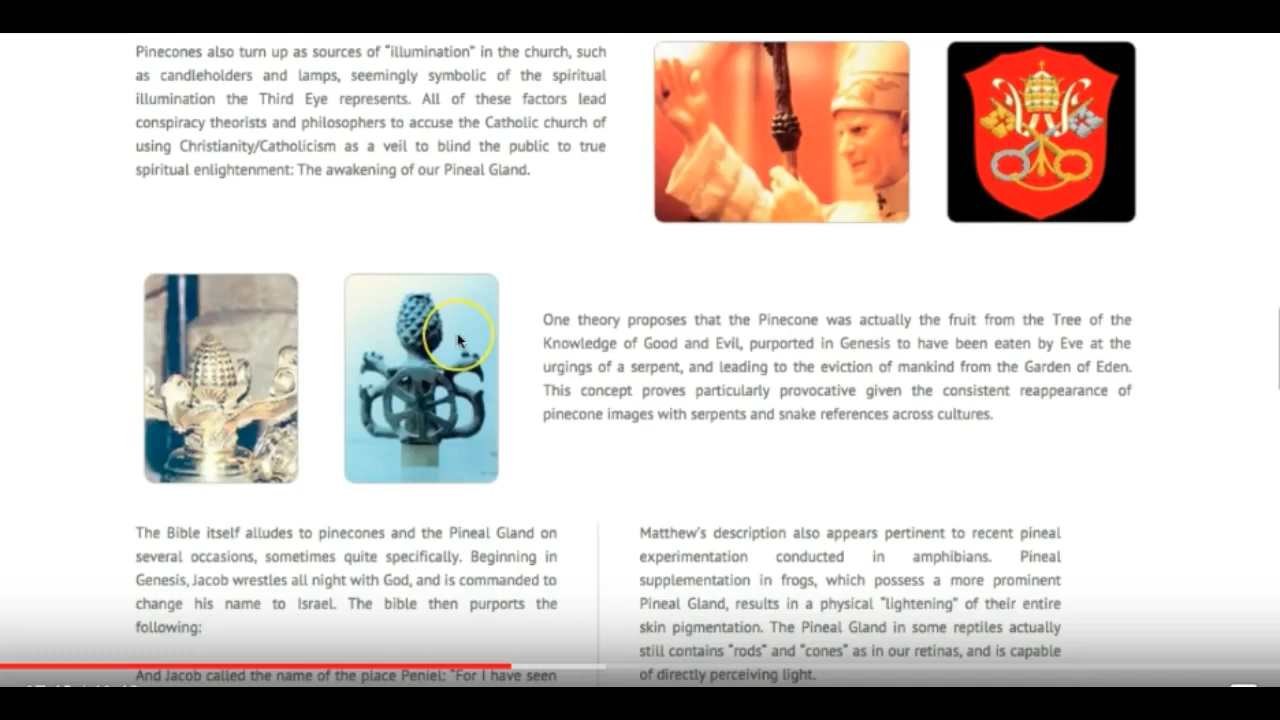 Pinecones also turn up as sources of "illumination" in the church, such
as candleholders and lamps, seemingly symbolic of the spiritual
illumination the Third Eye represents. All of these factors lead
conspiracy theorists and philosophers to accuse the Catholic church of
using Christianity/Catholicism as a veil to blind the public to true
spiritual enlightenment: The awakening of our Pineal Gland.
One theory proposes that the Pinecone was actually the fruit from the Tree of the
Knowledge of Good and Evil, purported in Genesis to have been eaten by Eve at the
urgings of a serpent, and leading to the eviction of mankind from the Garden of Eden.
This concept proves particularly provocative given the consistent reappearance of
pinecone images with serpents and snake references across cultures.
The Bible itself alludes to pinecones and the Pineal Gland on
several occasions, sometimes quite specifically. Beginning in
Genesis, Jacob wrestles all night with God, and is commanded to
change his name to Israel. The bible then purports the
following:
And Jacob called the name of the place Peniel: "For I have seen
Matthew's description also appears pertinent to recent pineal
experimentation conducted in amphibians. Pineal
supplementation in frogs, which possess a more prominent
Pineal Gland, results in a physical "lightening" of their entire
skin pigmentation. The Pineal Gland in some reptiles actually
still contains "rods" and "cones" as in our retinas, and is capable
of directly perceiving light.